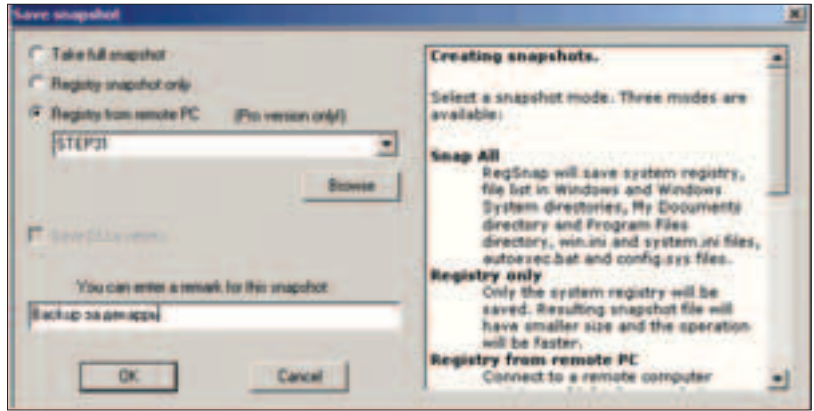 Save snapshot
Take full snapshot
Registry snapshot only
Registry from remote PC (Pro version only!)
STEP31
Browse
You can enter a remark for this snapshot:
Backup за
OK
Cancel
Creating snapshots.
Select a snapshot mode. Three modes are
available:
Snap All
RegSnap will save system registry,
file list in Windows and Windows
System directories, My Documents
directory and Program Files
directory, win.ini and system.ini files,
autoexec.bat and config.sys files.
Registry only
Only the system registry will be
saved. Resulting snapshot file will
have smaller size and the operation
will be faster.
Registry from remote PC
Connect to a remote computer